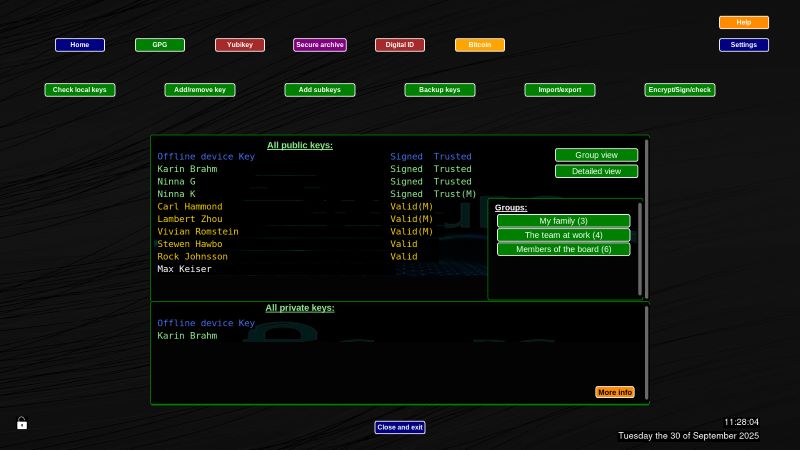 Help
Home GPG Yubikey Secure archive Digital ID Bitcoin Settings
Check local keys Add/remove key Add subkeys Backup keys Import/export Encrypt/Sign/check
All public keys:
Offline device Key Signed Trusted
Karin Brahm Signed Trusted
Ninna G Signed Trusted
Ninna K Signed Trust(M)
Carl Hammond Valid(M)
Lambert Zhou Valid(M)
Vivian Romstein Valid(M)
Stewen Hawbo Valid
Rock Johnsson Valid
Max Keiser
Group view
Detailed view
Groups:
My family (3)
The team at work (4)
Members of the board (6)
All private keys:
Offline device Key
Karin Brahm
More info
Close and exit
11:28:04
Tuesday the 30 of September 2025